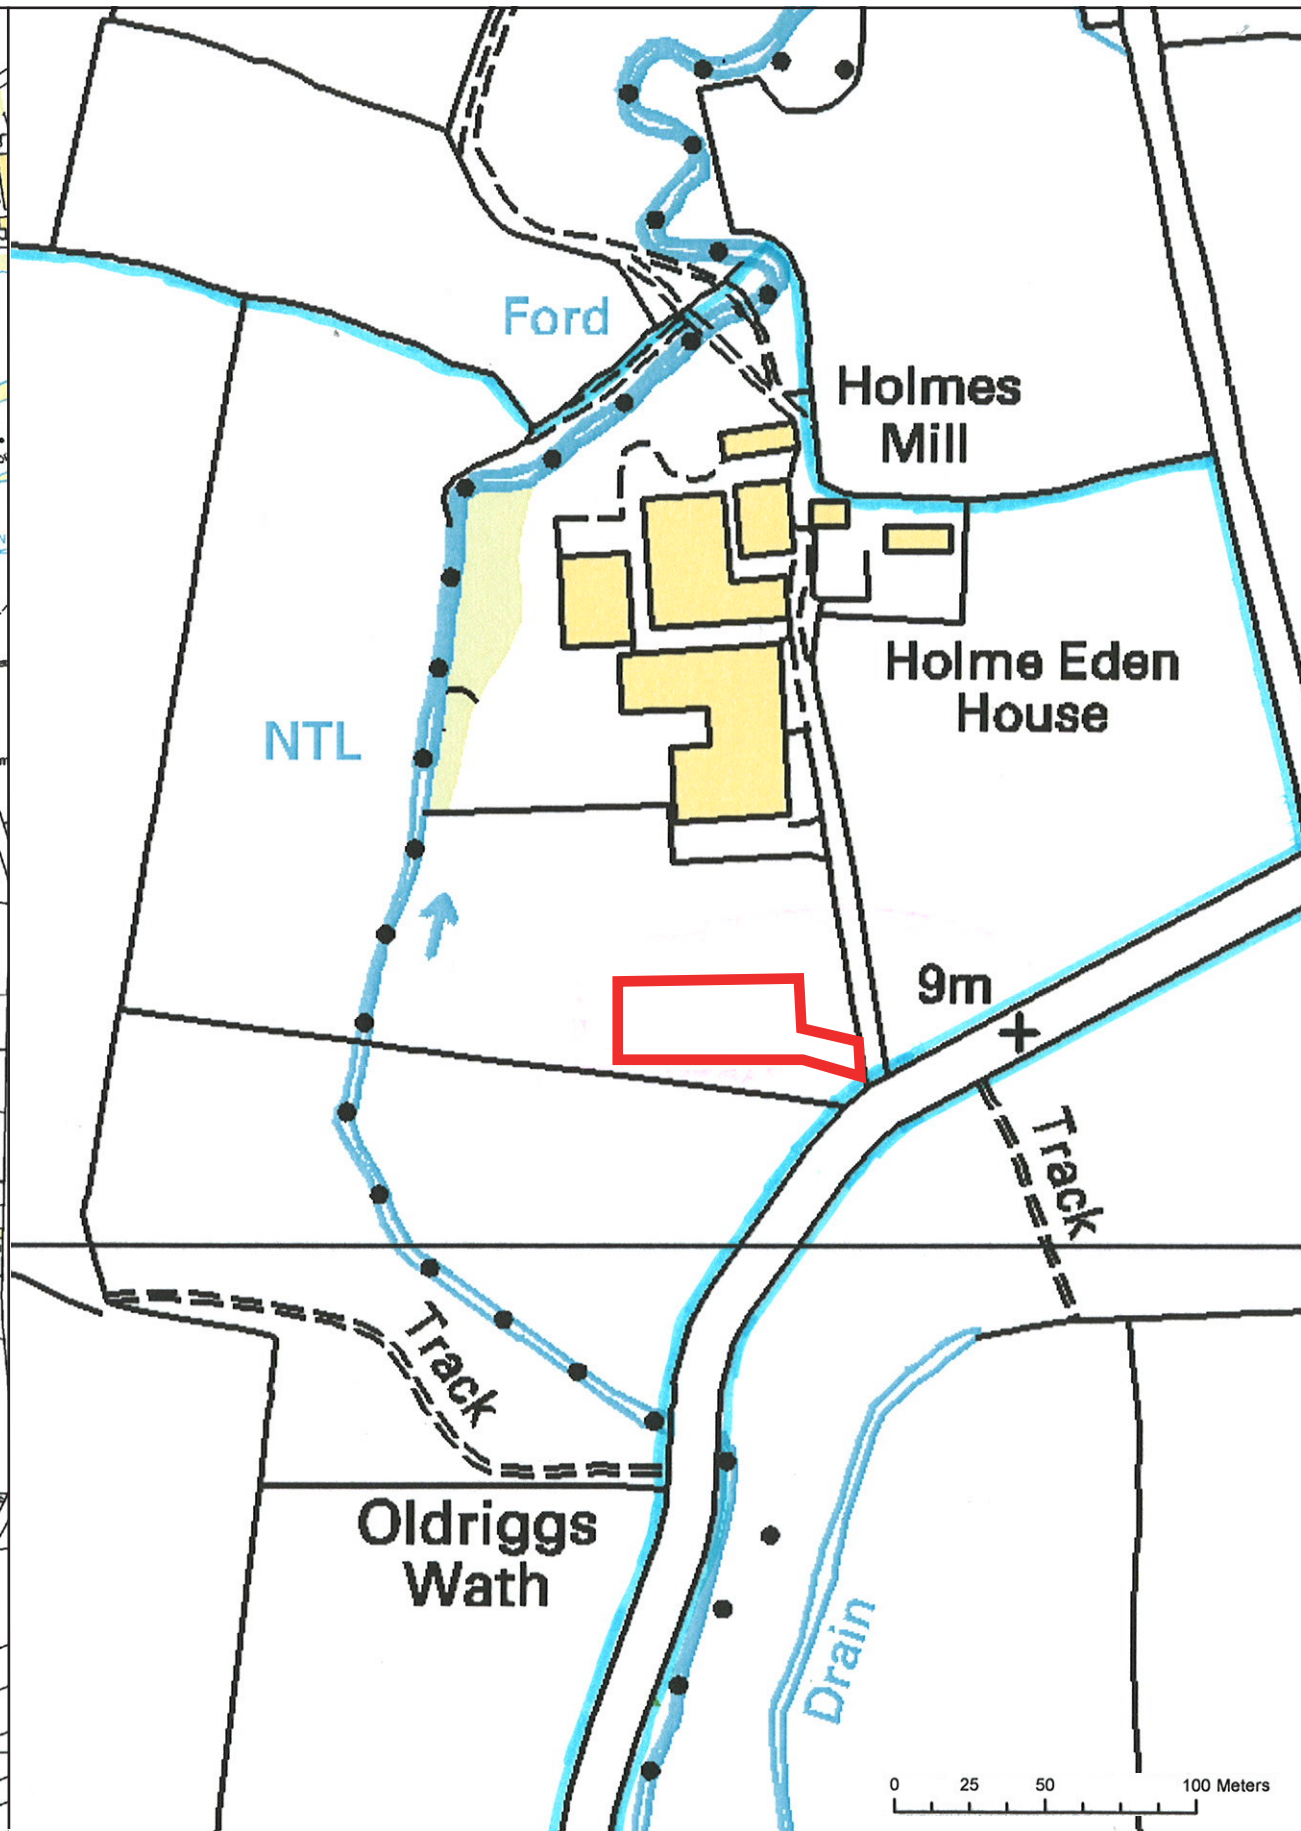 Ford
Holmes
Mill
Holme Eden
House
NTL
9m
Track
Track
Oldriggs
Wath
Drain
0 25 50 100 Meters